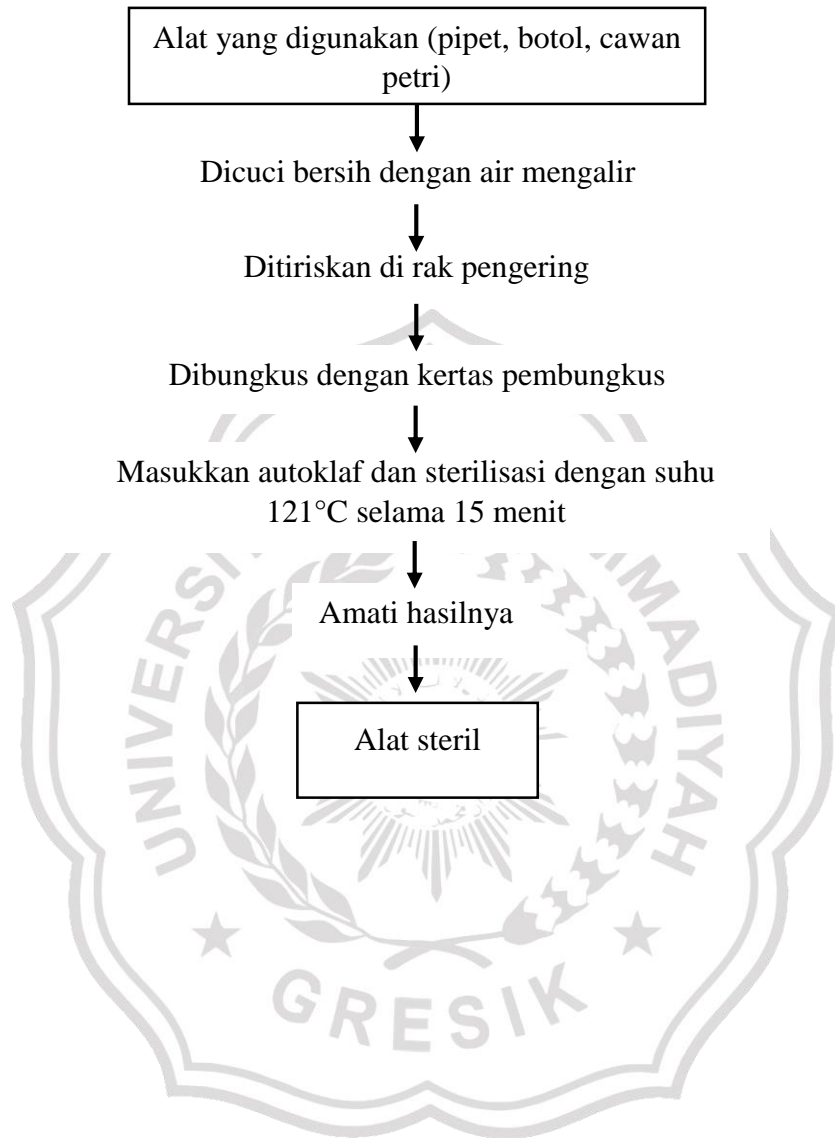 Alat yang digunakan (pipet, botol, cawan
petri)
Dicuci bersih dengan air mengalir
Ditiriskan di rak pengering
Dibungkus dengan kertas pembungkus
Masukkan autoklaf dan sterilisasi dengan suhu
121°C selama 15 menit
Amati hasilnya
Alat steril
GRESIK